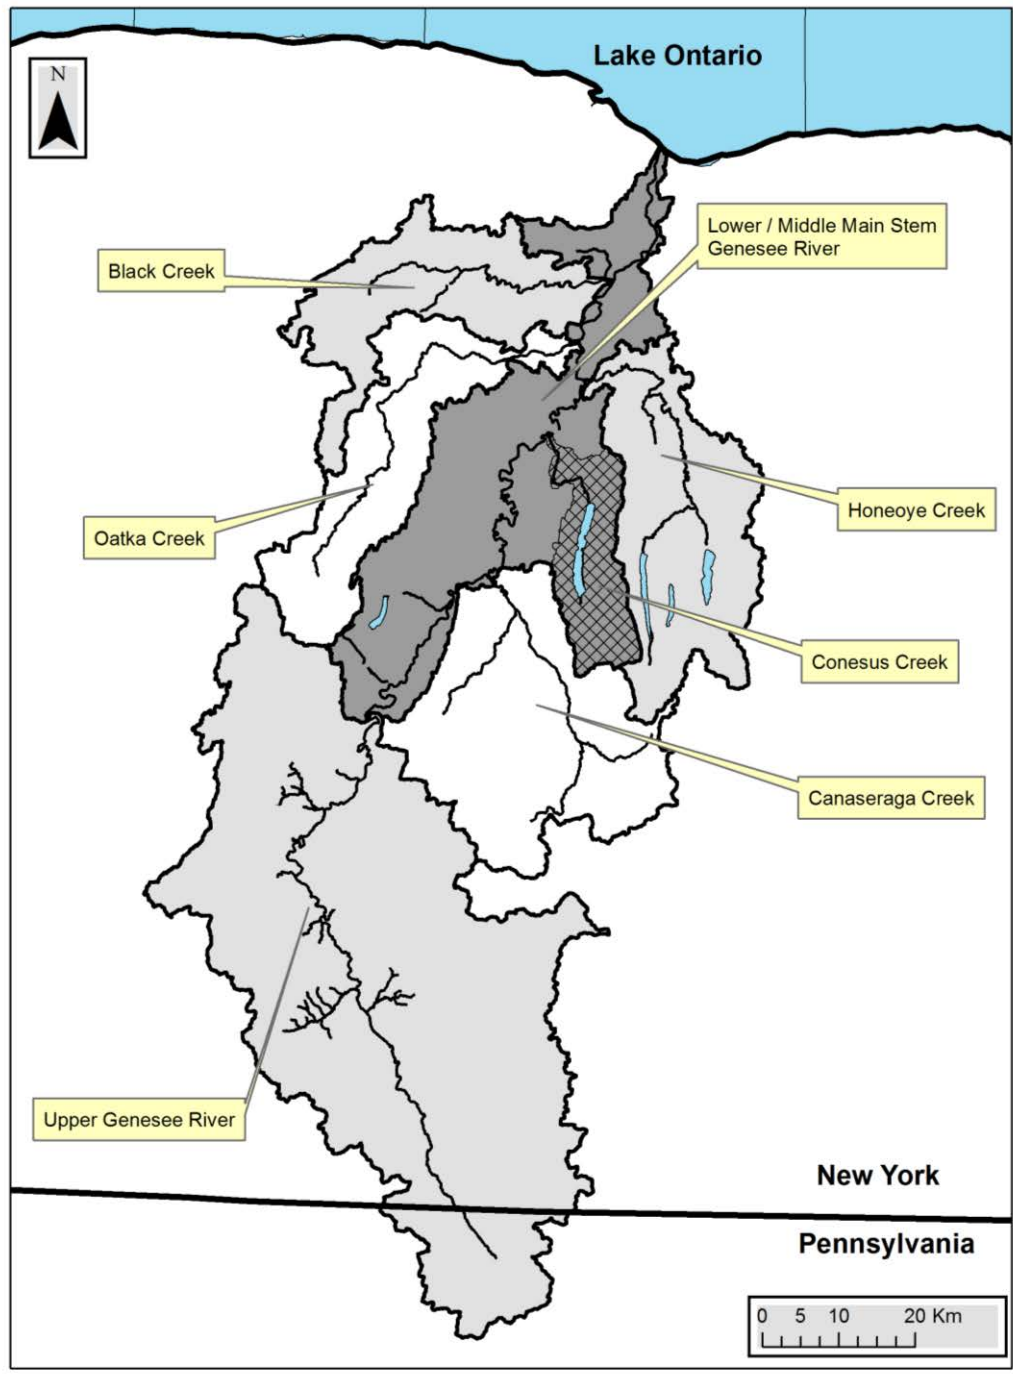 Lake Ontario
N
Lower / Middle Main Stem
Genesee River
Black Creek
Honeoye Creek
Oatka Creek
Conesus Creek
Canaseraga Creek
Upper Genesee River
New York
Pennsylvania
0 5 10 20 Km